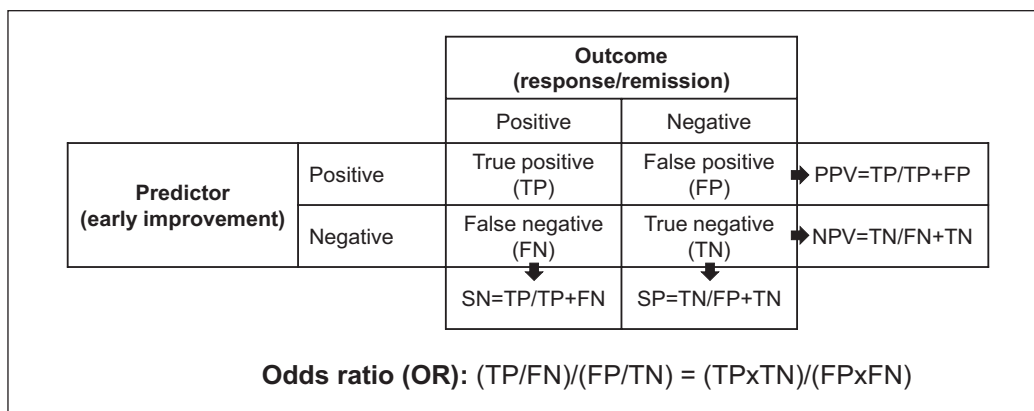 Outcome
(response/remission)
Positive Negative
Predictor
(early improvement)
Positive
True positive
(TP)
False positive
(FP)
PPV=TP/TP+FP
Negative
False negative
(FN)
True negative
(TN)
NPV=TN/FN+TN
SN=TP/TP+FN SP=TN/FP+TN
Odds ratio (OR): (TP/FN)/(FP/TN) = (TPxTN)/(FPxFN)